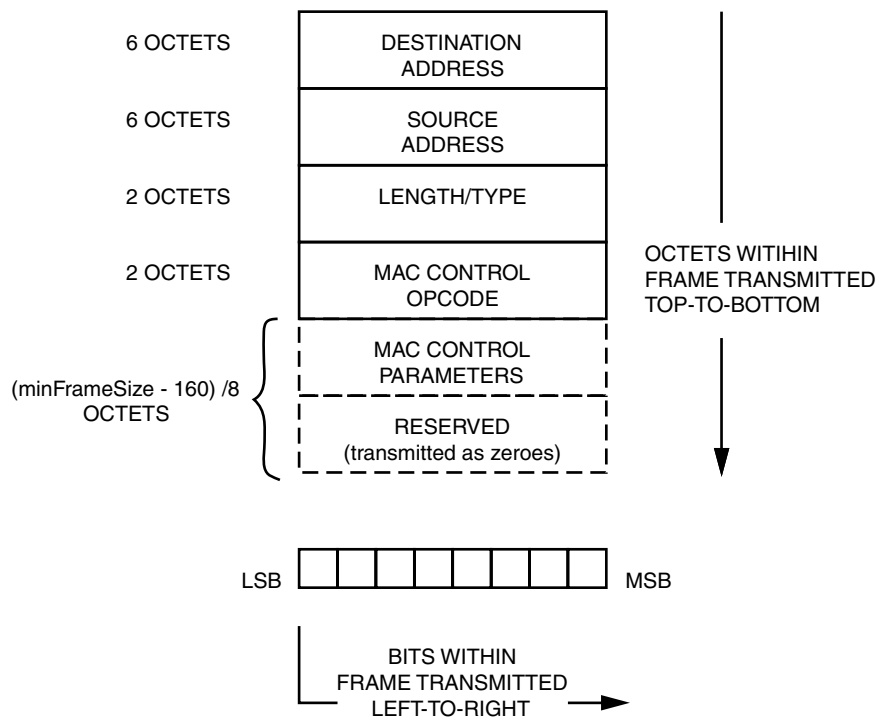 6 OCTETS
DESTINATION
ADDRESS
6 OCTETS
SOURCE
ADDRESS
2 OCTETS
LENGTH/TYPE
2 OCTETS
MAC CONTROL
OPCODE
OCTETS WITIHIN
FRAME TRANSMITTED
TOP-TO-BOTTOM
(minFrameSize - 160) /8
OCTETS
MAC CONTROL
PARAMETERS
RESERVED
(transmitted as zeroes)
LSB
MSB
BITS WITHIN
FRAME TRANSMITTED
LEFT-TO-RIGHT